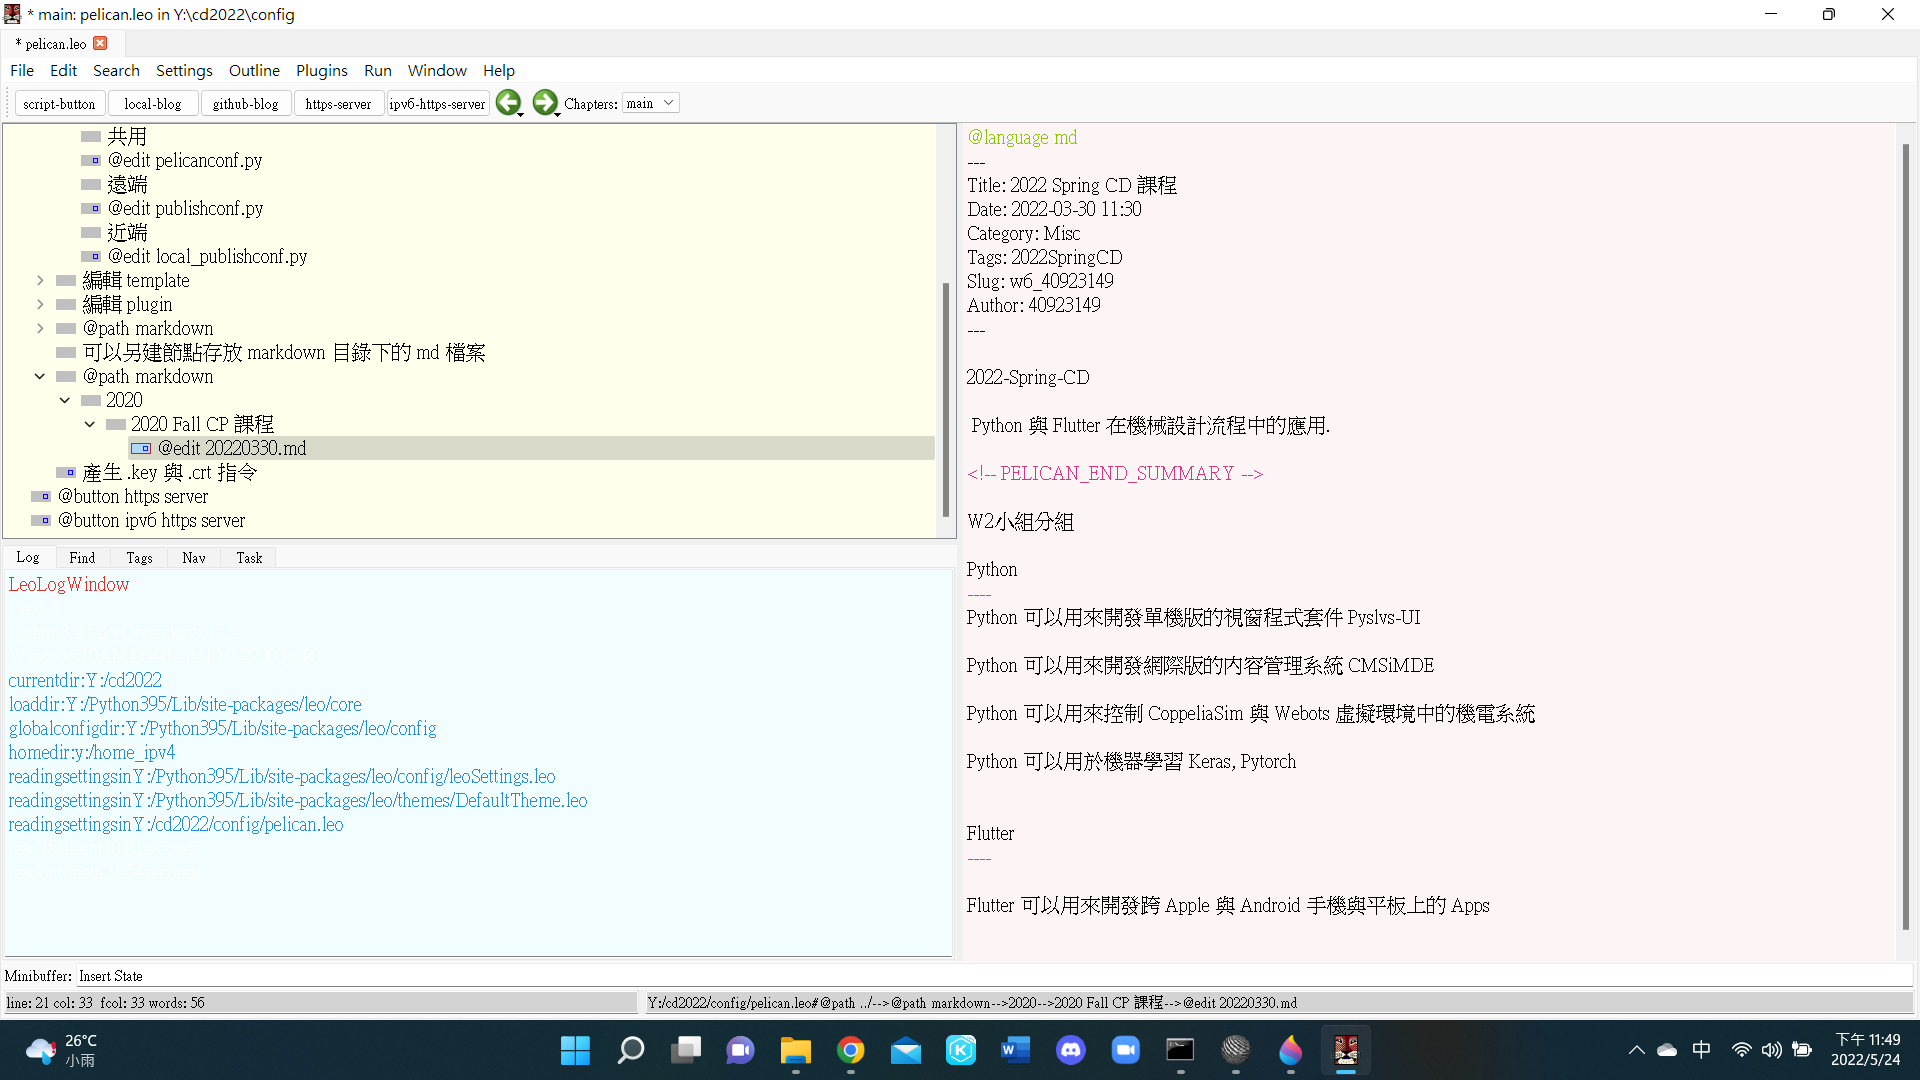 * main: pelican.leo in Y:\cd2022\config
* pelican.leo
File Edit Search Settings Outline Plugins Run Window Help
script-button local-blog github-blog https-server ipv6-https-server Chapters: main
共用
@edit pelicanconf.py
遠端
@edit publishconf.py
近端
@edit local_publishconf.py
編輯 template
編輯 plugin
@path markdown
可以另建節點存放 markdown 目錄下的 md 檔案
@path markdown
2020
2020 Fall CP 課程
@edit 20220330.md
產生 .key 與 .crt 指令
@button https server
@button ipv6 https server
Log Find Tags Nav Task
LeoLogWindow
currentdir:Y:/cd2022
loaddir:Y:/Python395/Lib/site-packages/leo/core
globalconfigdir:Y:/Python395/Lib/site-packages/leo/config
homedir:y:/home_ipv4
readingsettingsinY:/Python395/Lib/site-packages/leo/config/leoSettings.leo
readingsettingsinY:/Python395/Lib/site-packages/leo/themes/DefaultTheme.leo
readingsettingsinY:/cd2022/config/pelican.leo
@language md
---
Title: 2022 Spring CD 課程
Date: 2022-03-30 11:30
Category: Misc
Tags: 2022SpringCD
Slug: w6_40923149
Author: 40923149
---
2022-Spring-CD
Python 與 Flutter 在機械設計流程中的應用.
<!-- PELICAN_END_SUMMARY -->
W2小組分組
Python
----
Python 可以用來開發單機版的視窗程式套件 Pyslvs-UI
Python 可以用來開發網際版的內容管理系統 CMSiMDE
Python 可以用來控制 CoppeliaSim 與 Webots 虛擬環境中的機電系統
Python 可以用於機器學習 Keras, Pytorch
Flutter
----
Flutter 可以用來開發跨 Apple 與 Android 手機與平板上的 Apps
Minibuffer: Insert State
line: 21 col: 33 fcol: 33 words: 56
Y:/cd2022/config/pelican.leo#@path ../-->@path markdown-->2020-->2020 Fall CP 課程-->@edit 20220330.md
26°C
小雨
中
下午 11:49
2022/5/24